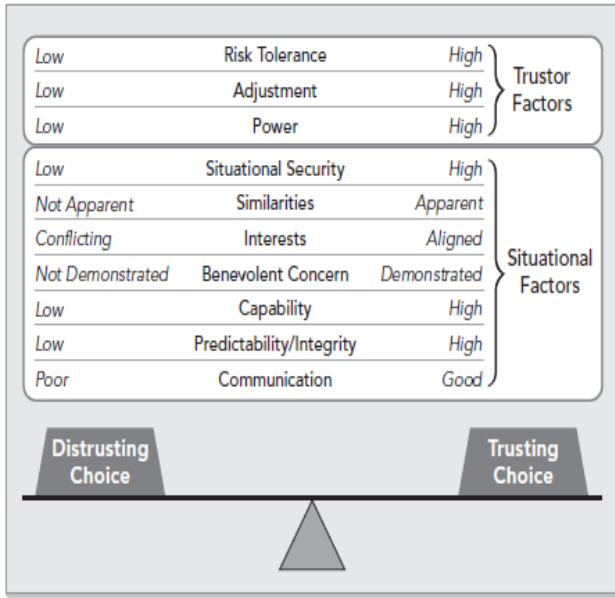 Low Risk Tolerance High
Low Adjustment High
Low Power High
Trustor
Factors
Low Situational Security High
Not Apparent Similarities Apparent
Conflicting Interests Aligned
Not Demonstrated Benevolent Concern Demonstrated
Low Capability High
Low Predictability/Integrity High
Poor Communication Good
Situational
Factors
Distrusting
Choice
Trusting
Choice